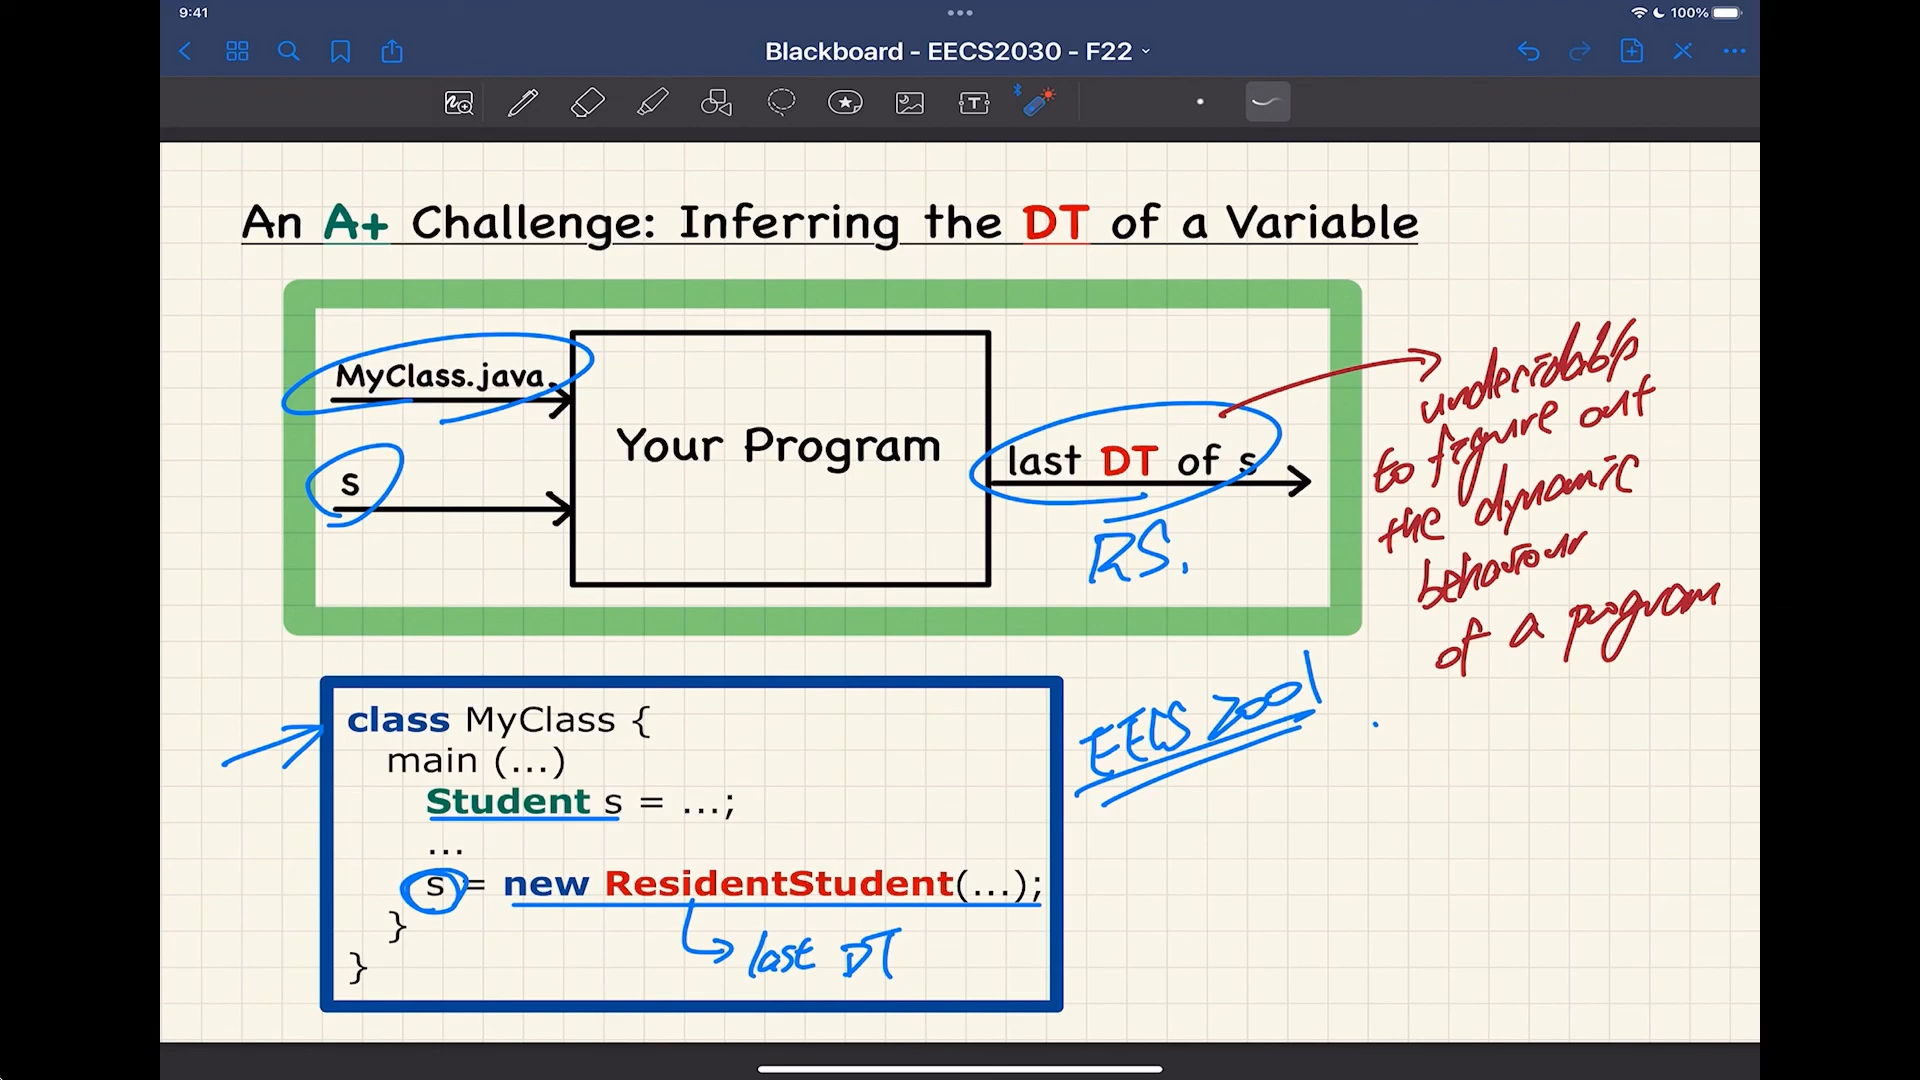 9:41
100%
Blackboard - EECS2030 - F22
T
An A+ Challenge: Inferring the DT of a Variable
MyClass.java
s
Your Program
last DT of s
RS.
undecidable
to figure out
the dynamic
behaviour
of a program
class MyClass {
main (...)
Student s = ...;
...
s = new ResidentStudent(...);
}
}
last DT
EECS 2001